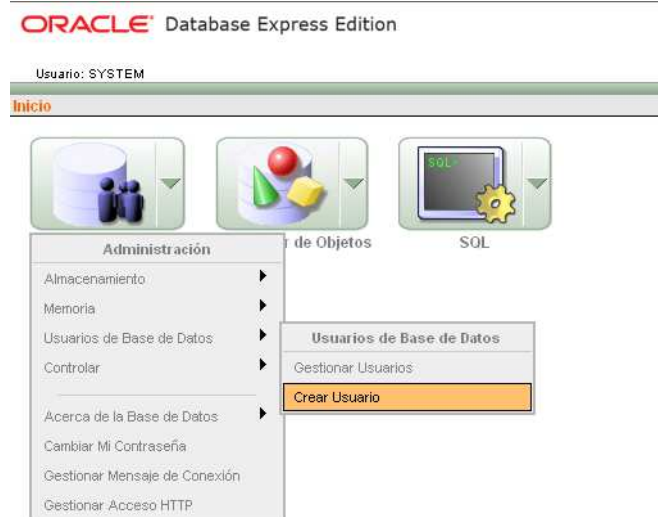 ORACLE Database Express Edition
Usuario: SYSTEM
Inicio
SQL>
r de Objetos
SQL
Administración
Almacenamiento
Memoria
Usuarios de Base de Datos
Controlar
Usuarios de Base de Datos
Gestionar Usuarios
Crear Usuario
Acerca de la Base de Datos
Cambiar Mi Contraseña
Gestionar Mensaje de Conexión
Gestionar Acceso HTTP